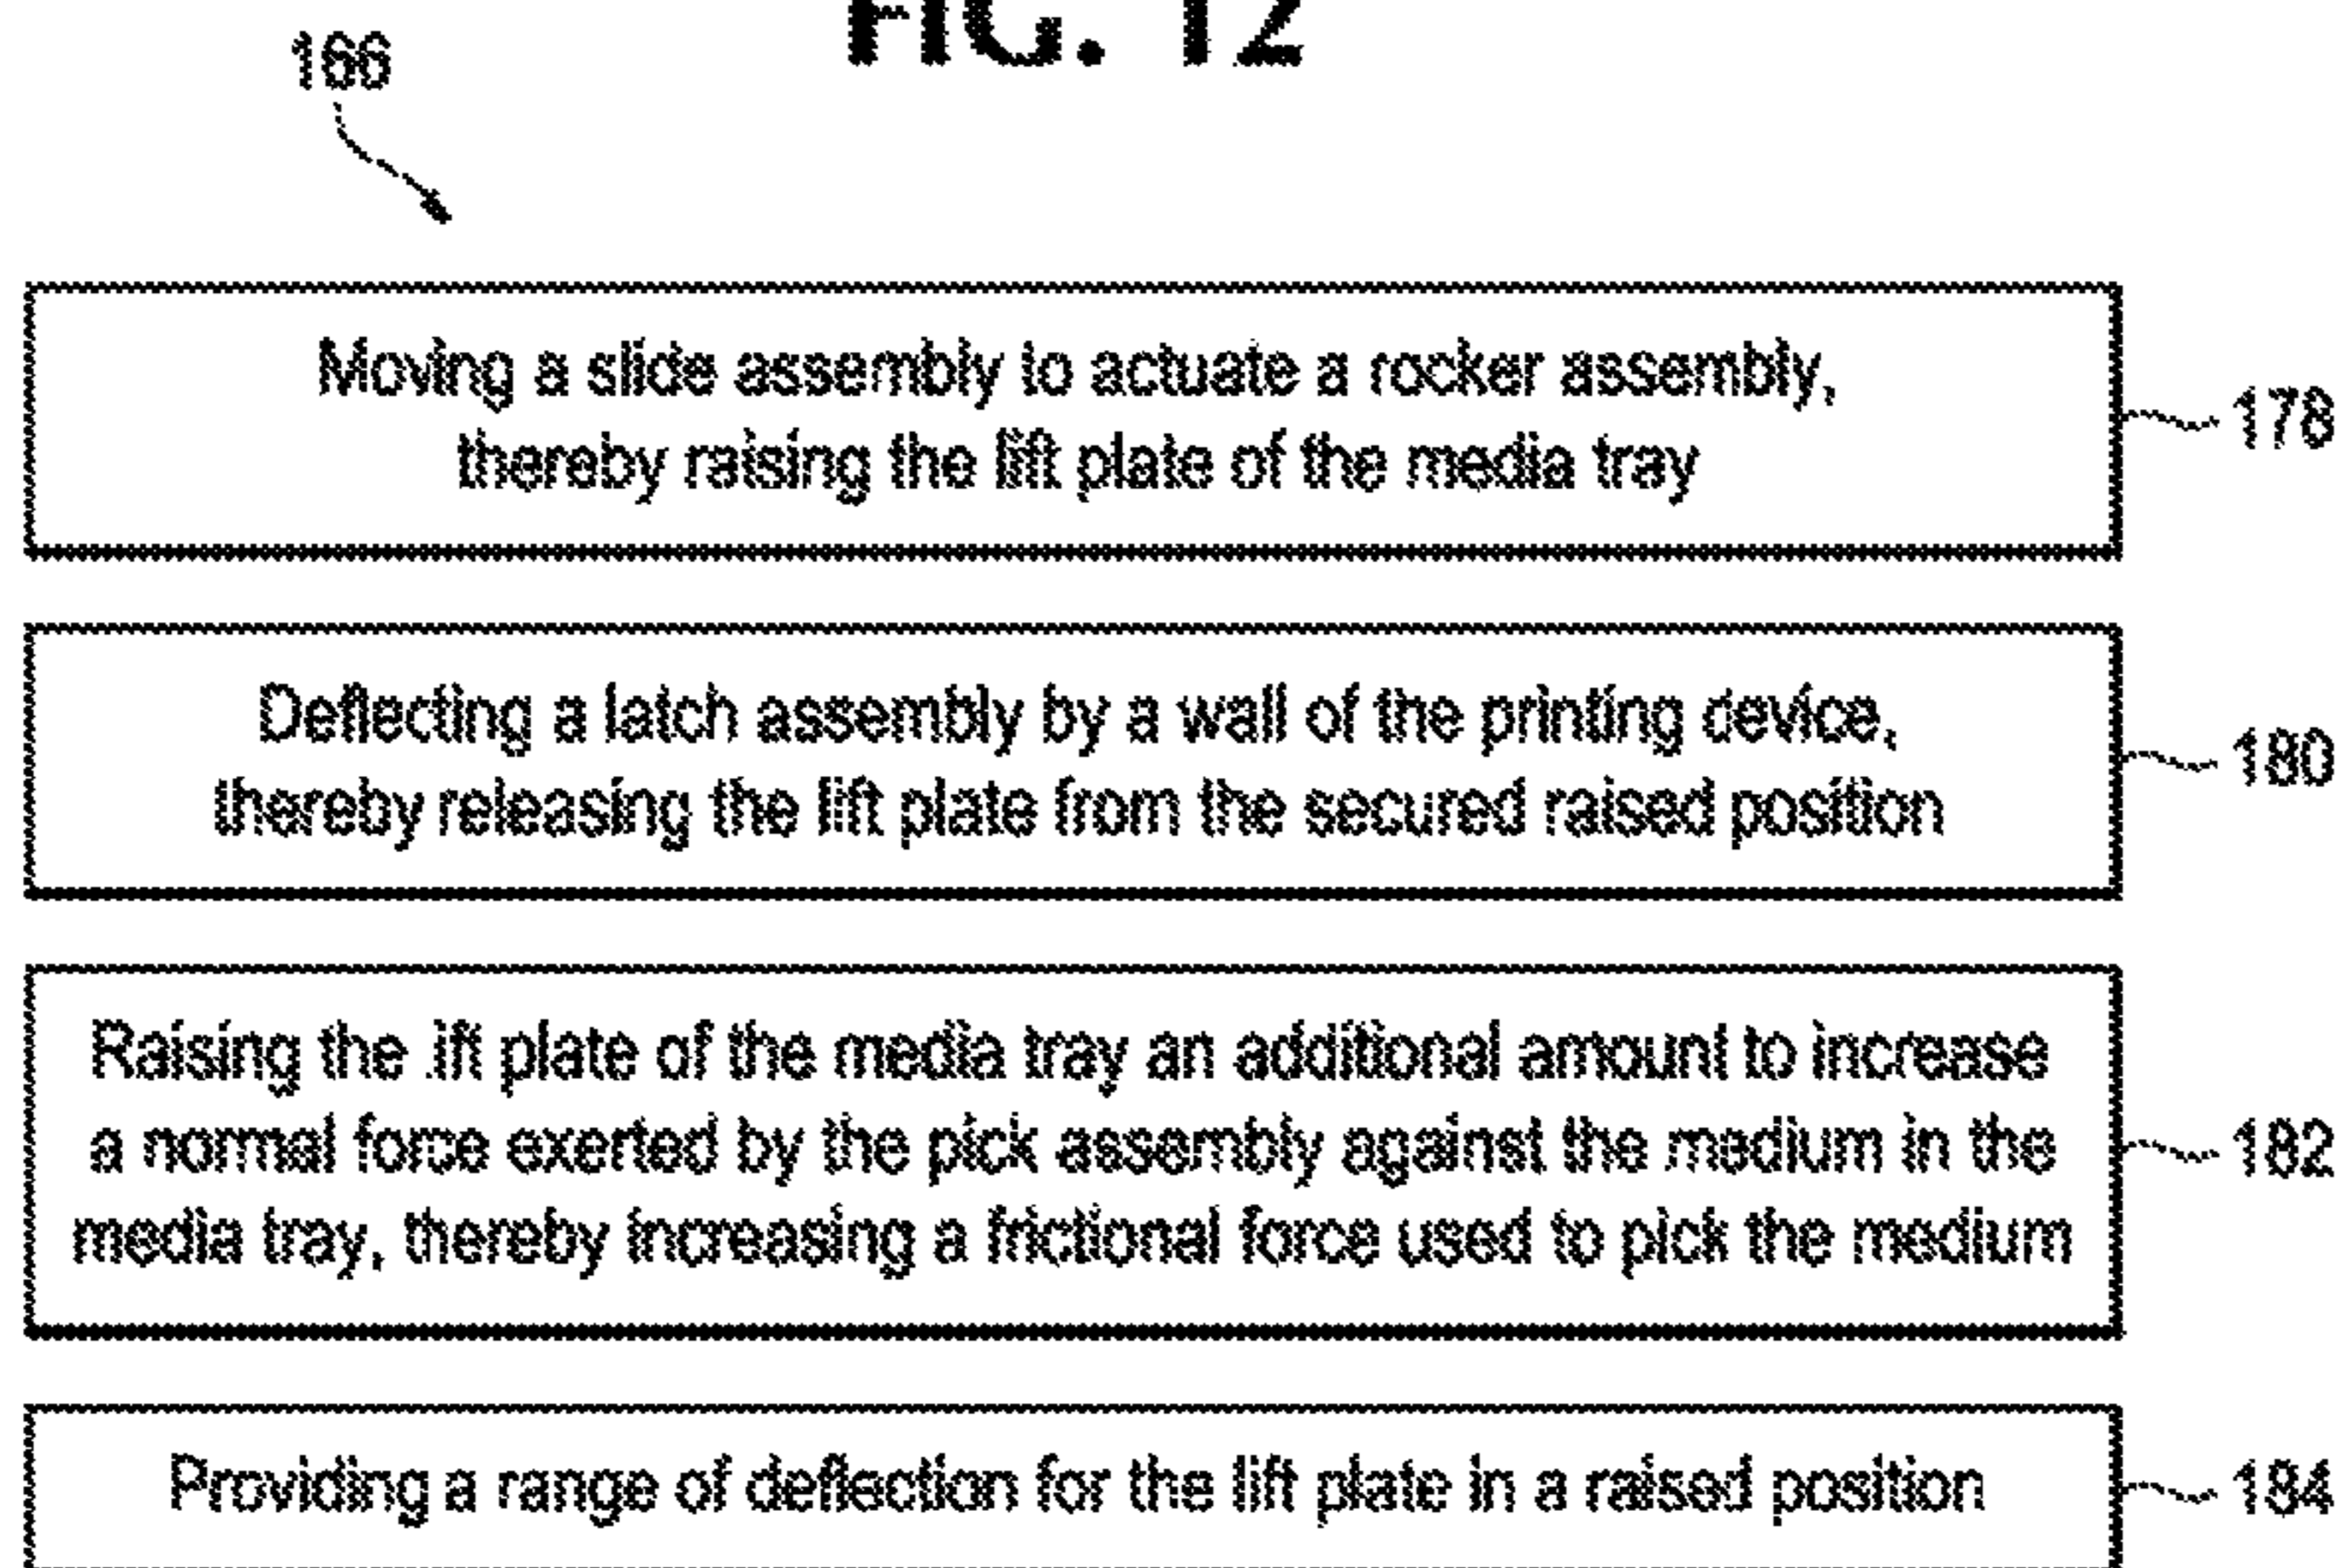 FIG. 12
166
Moving a slide assembly to actuate a rocker assembly,
thereby raising the lift plate of the media tray
178
Deflecting a latch assembly by a wall of the printing device,
thereby releasing the lift plate from the secured raised position
180
Raising the lift plate of the media tray an additional amount to increase
a normal force exerted by the pick assembly against the medium in the
media tray, thereby increasing a frictional force used to pick the medium
182
Providing a range of deflection for the lift plate in a raised position
184